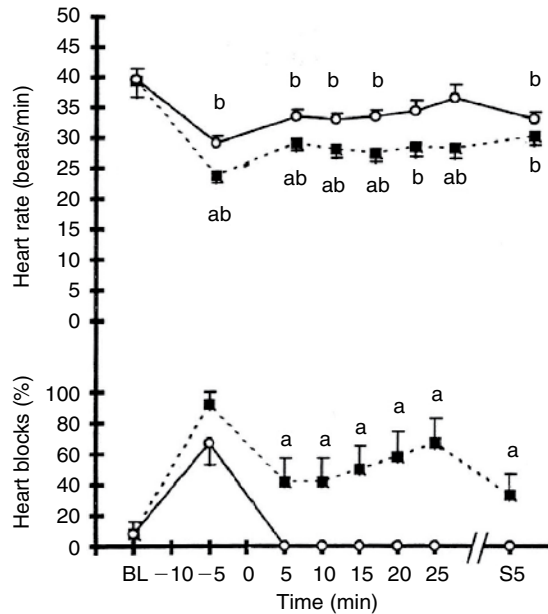 50
45
40
35
30
25
20
15
10
5
0
Heart rate (beats/min)
b b b b b
ab ab ab ab b ab b
100
80
60
40
20
0
Heart blocks (%)
a a a a a a
BL −10 −5 0 5 10 15 20 25 S5
Time (min)